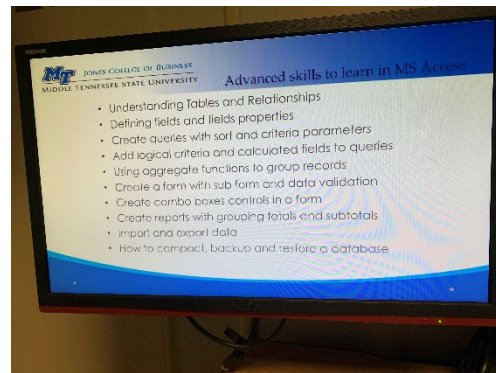 MT
JONES COLLEGE OF BUSINESS
MIDDLE TENNESSEE STATE UNIVERSITY
Advanced skills to learn in MS Access
• Understanding Tables and Relationships
• Defining fields and fields properties
• Create queries with sort and criteria parameters
• Add logical criteria and calculated fields to queries
• Using aggregate functions to group records
• Create a form with sub form and data validation
• Create combo boxes controls in a form
• Create reports with grouping totals and subtotals
• Import and export data
• How to compact, backup and restore a database